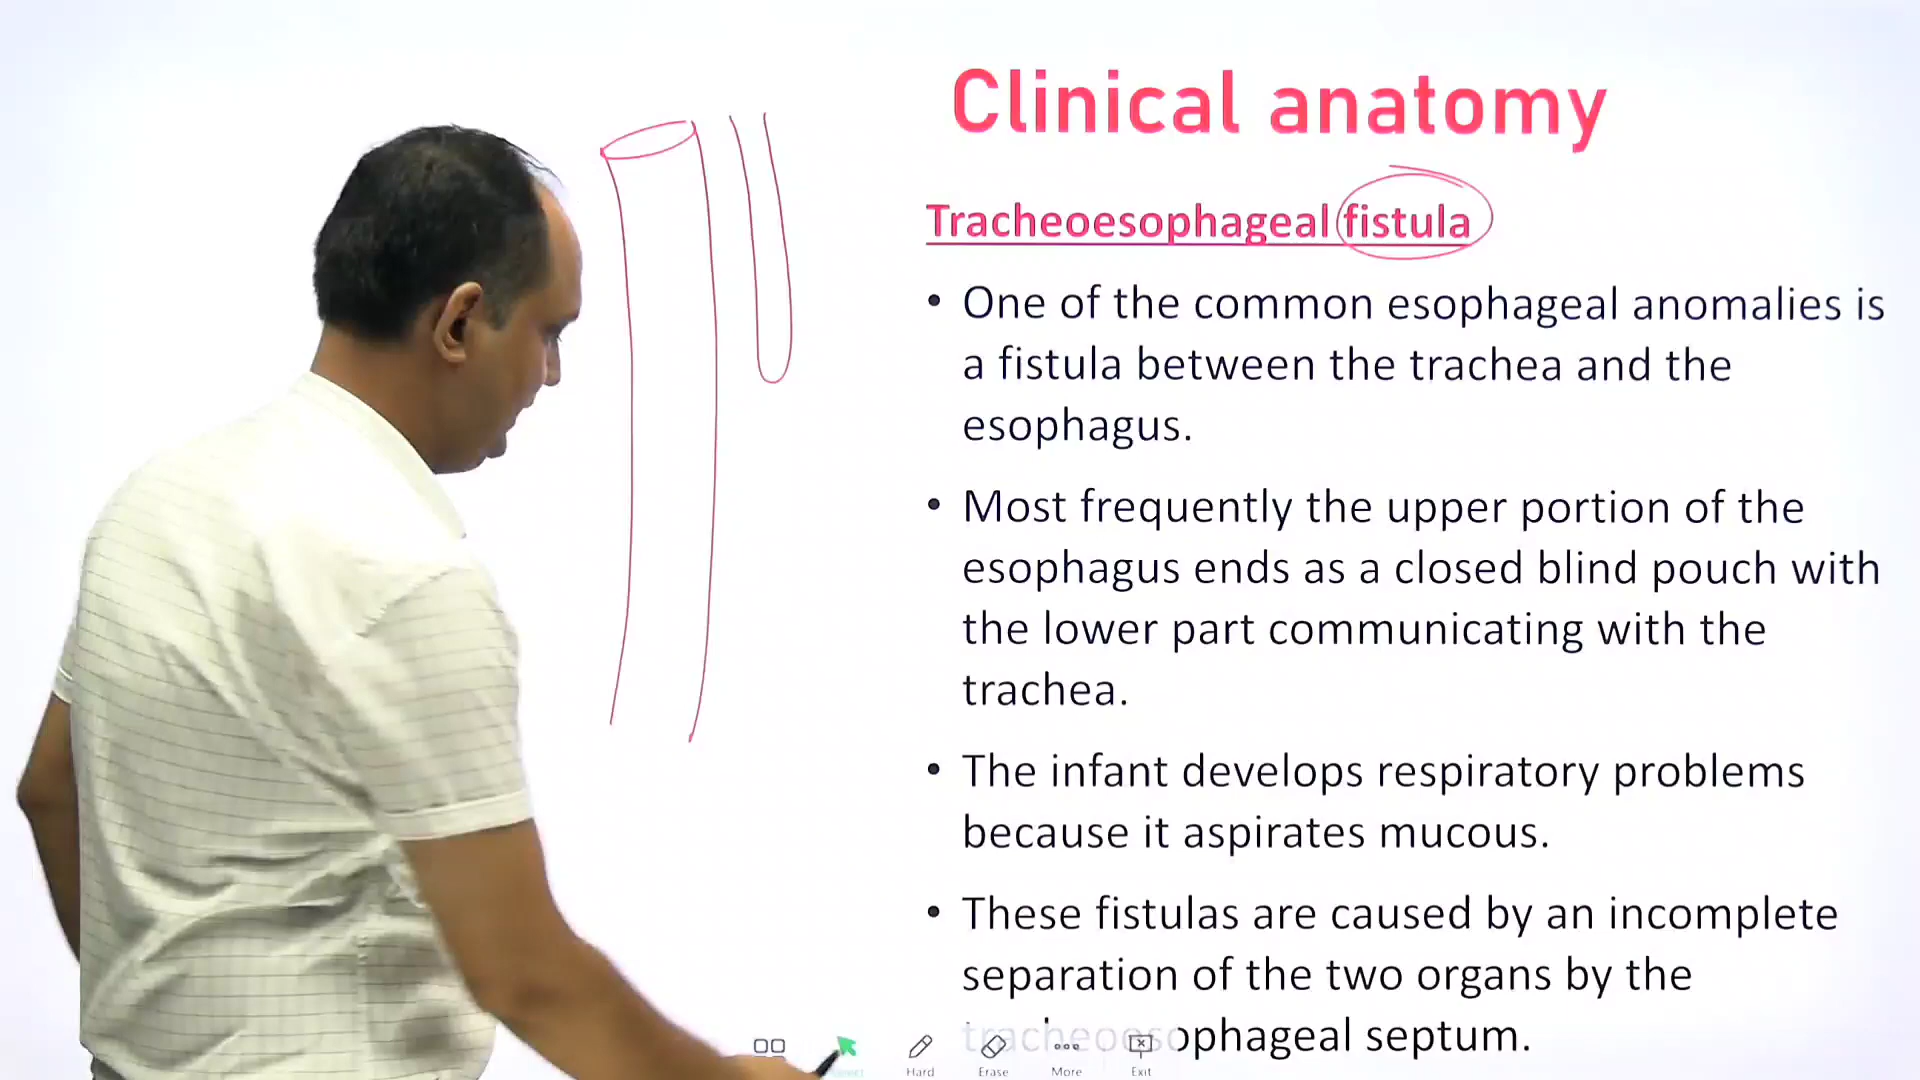 Clinical anatomy
Tracheoesophageal fistula
• One of the common esophageal anomalies is
a fistula between the trachea and the
esophagus.
• Most frequently the upper portion of the
esophagus ends as a closed blind pouch with
the lower part communicating with the
trachea.
• The infant develops respiratory problems
because it aspirates mucous.
• These fistulas are caused by an incomplete
separation of the two organs by the
tracheoesophageal septum.
Select Hard Erase More Exit